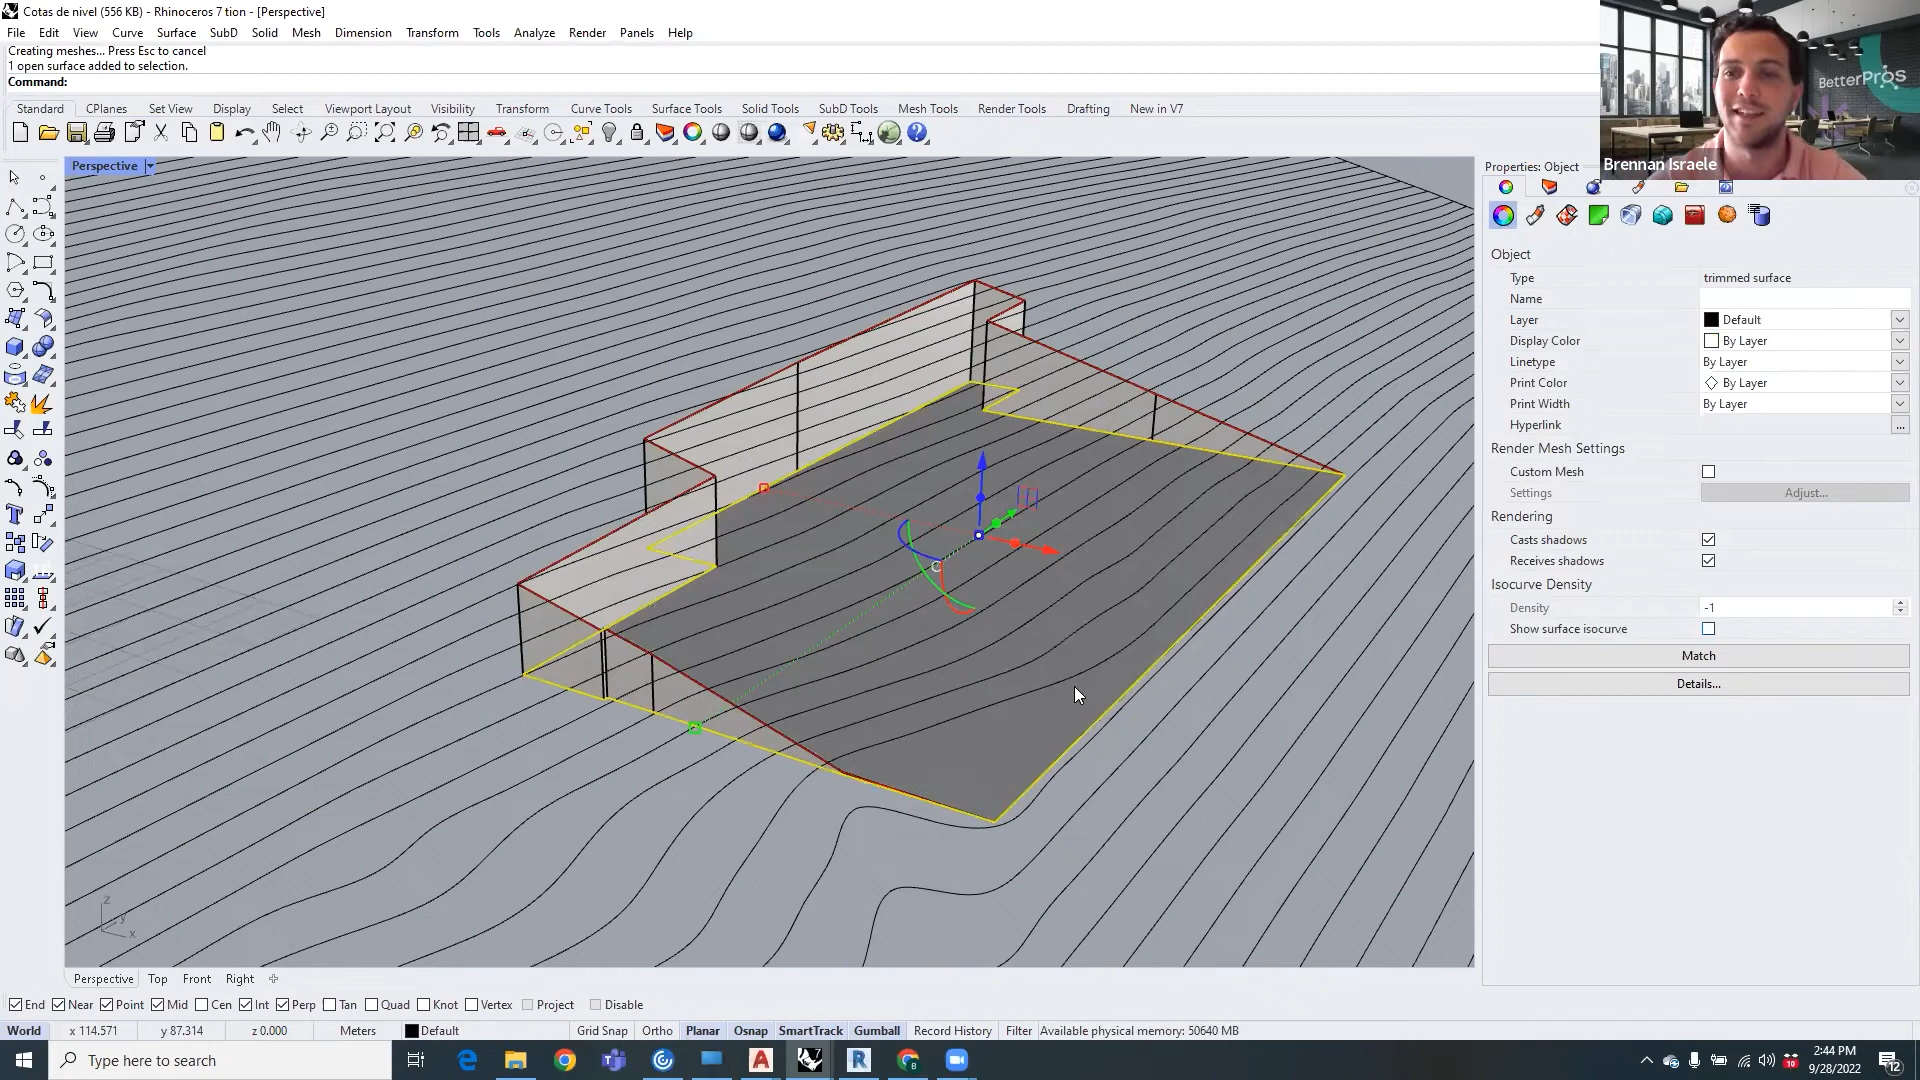 Cotas de nivel (556 KB) - Rhinoceros 7 tion - [Perspective]
File Edit View Curve Surface SubD Solid Mesh Dimension Transform Tools Analyze Render Panels Help
Creating meshes... Press Esc to cancel
1 open surface added to selection.
Command:
Standard CPlanes Set View Display Select Viewport Layout Visibility Transform Curve Tools Surface Tools Solid Tools SubD Tools Mesh Tools Render Tools Drafting New in V7
BetterPros
Brennan Israele
Perspective
Properties: Object
Object
Type trimmed surface
Name
Layer Default
Display Color By Layer
Linetype By Layer
Print Color By Layer
Print Width By Layer
Hyperlink ...
Render Mesh Settings
Custom Mesh
Settings Adjust...
Rendering
Casts shadows
Receives shadows
Isocurve Density
Density -1
Show surface isocurve
Match
Details...
z
y
x
Perspective Top Front Right
End Near Point Mid Cen Int Perp Tan Quad Knot Vertex Project Disable
World x 114.571 y 87.314 z 0.000 Meters Default Grid Snap Ortho Planar Osnap SmartTrack Gumball Record History Filter Available physical memory: 50640 MB
Type here to search
2:44 PM
9/28/2022
12
10